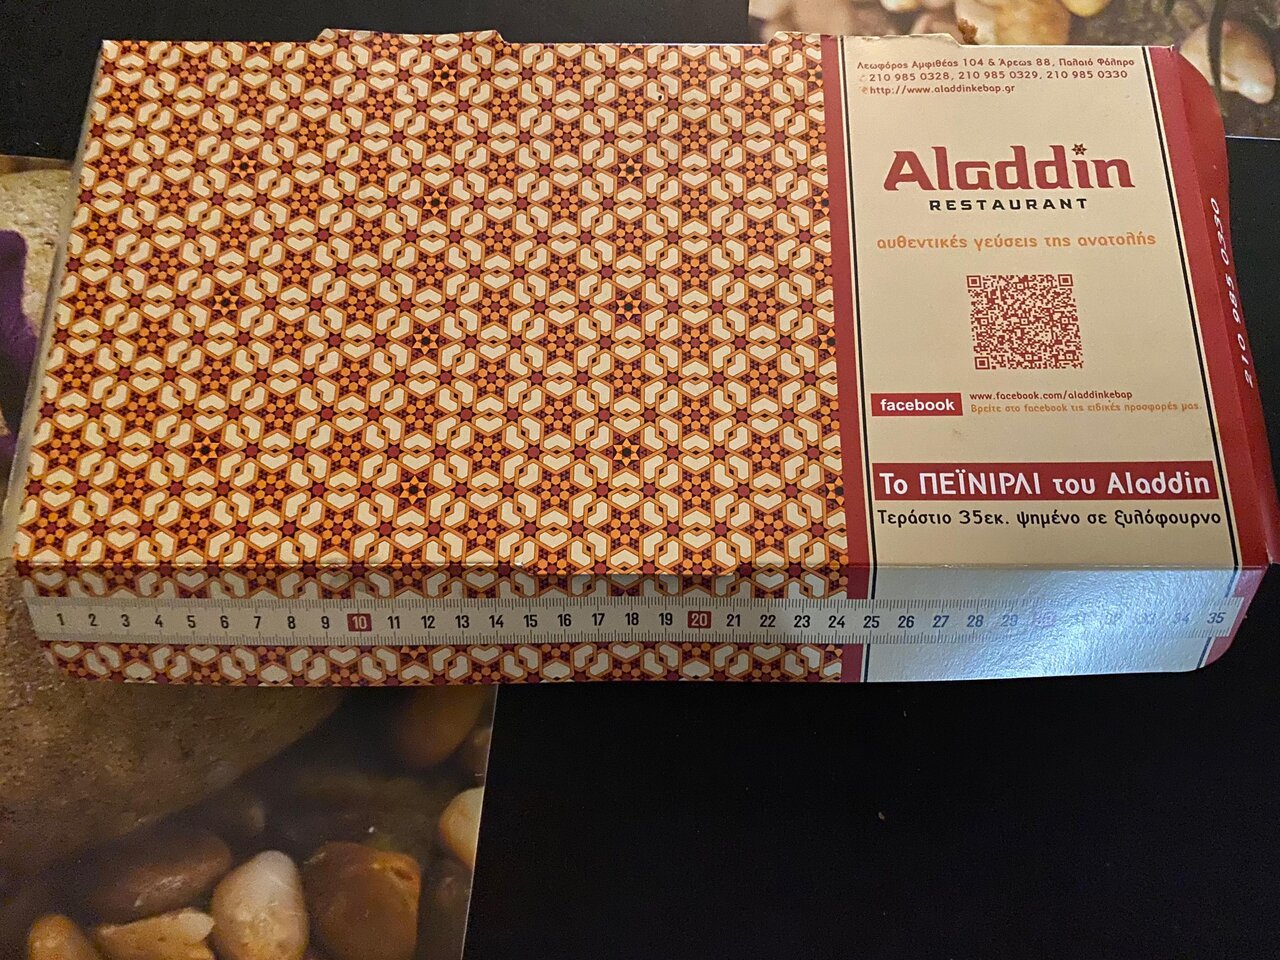 Λεωφόρος Αμφιθέας 104 & Άρεως 88, Παλαιό Φάληρο
210 985 0328, 210 985 0329, 210 985 0330
http://www.aladdinkebap.gr
Aladdin
RESTAURANT
αυθεντικές γεύσεις της ανατολής
facebook
www.facebook.com/aladdinkebap
Βρείτε στο facebook τις ειδικές προσφορές μας.
Το ΠΕΪΝΙΡΛΙ του Aladdin
Τεράστιο 35εκ. ψημένο σε ξυλόφουρνο
210 985 0330
1 2 3 4 5 6 7 8 9 10 11 12 13 14 15 16 17 18 19 20 21 22 23 24 25 26 27 28 29 30 31 32 33 34 35